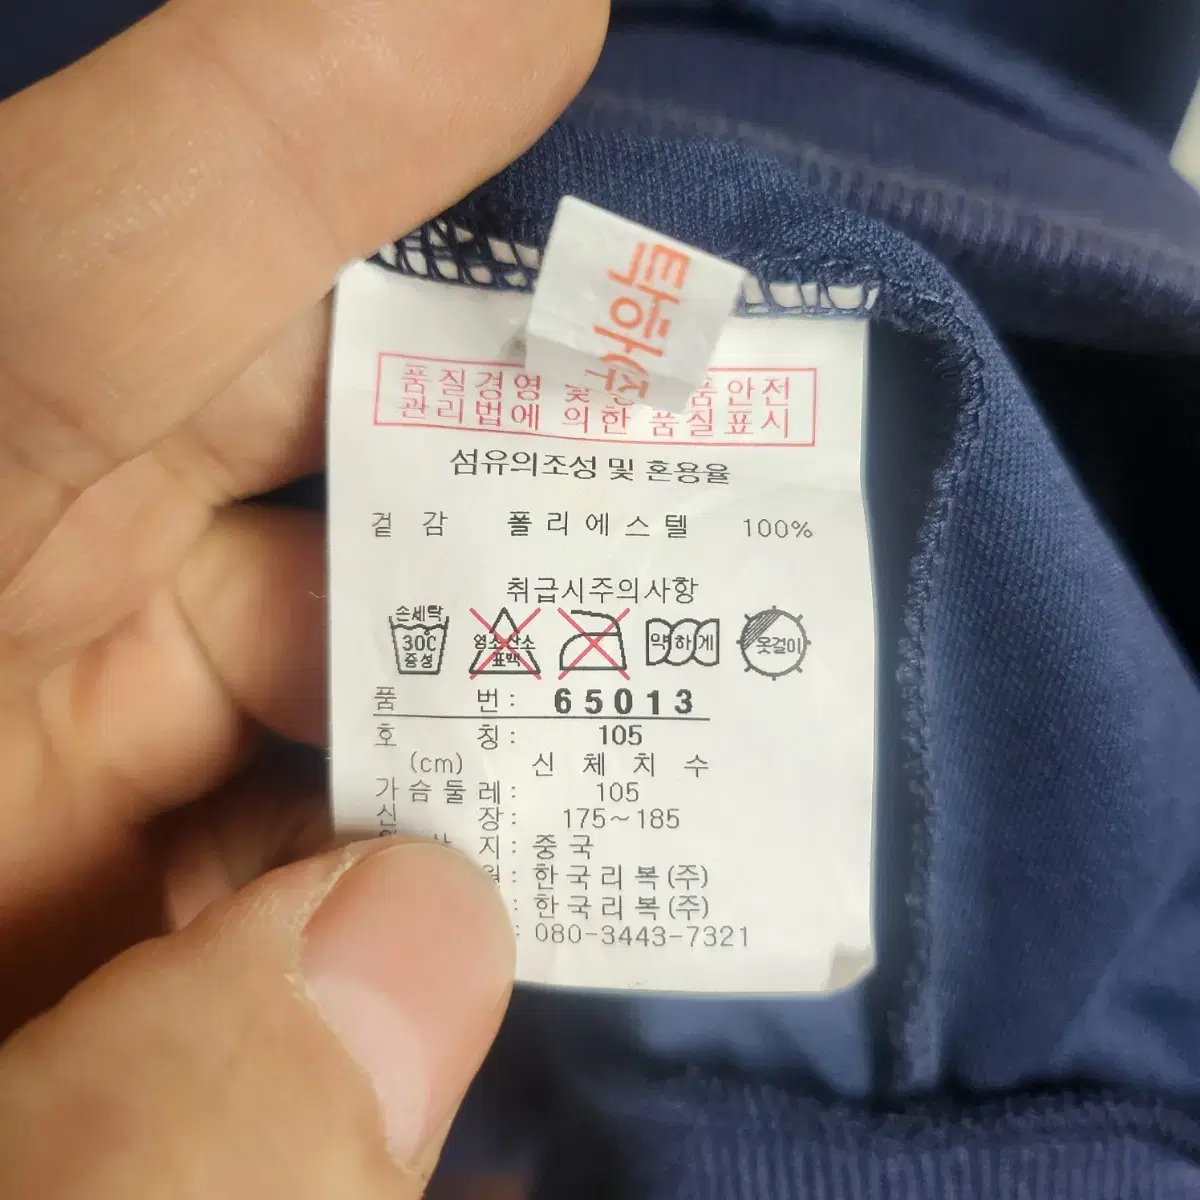 탁하
품질경영 및 품안전
관리법에 의한 품질표시
섬유의조성 및 혼용율
겉 감 폴리에스텔 100%
취급시주의사항
손세탁
30℃
중성
염소산소
표백
약하게
옷걸이
품 번: 65013
호 칭: 105
(cm) 신 체 치 수
가슴둘레: 105
신 장: 175~185
지: 중국
원: 한국리복(주)
: 한국리복(주)
: 080-3443-7321